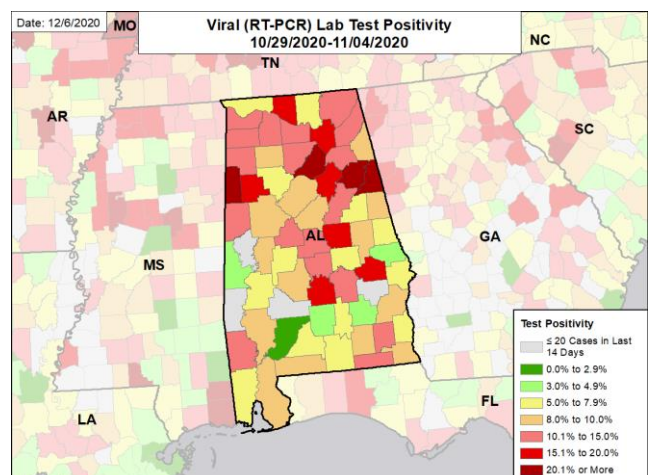 Date: 12/6/2020
Viral (RT-PCR) Lab Test Positivity
10/29/2020-11/04/2020
MO
NC
TN
AR
SC
AL
GA
MS
LA
FL
Test Positivity
≤ 20 Cases in Last
14 Days
0.0% to 2.9%
3.0% to 4.9%
5.0% to 7.9%
8.0% to 10.0%
10.1% to 15.0%
15.1% to 20.0%
20.1% or More